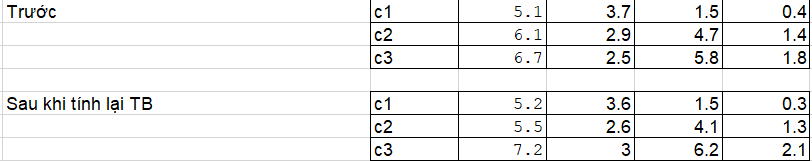 Trước c1 5.1 3.7 1.5 0.4
c2 6.1 2.9 4.7 1.4
c3 6.7 2.5 5.8 1.8
Sau khi tính lại TB c1 5.2 3.6 1.5 0.3
c2 5.5 2.6 4.1 1.3
c3 7.2 3 6.2 2.1